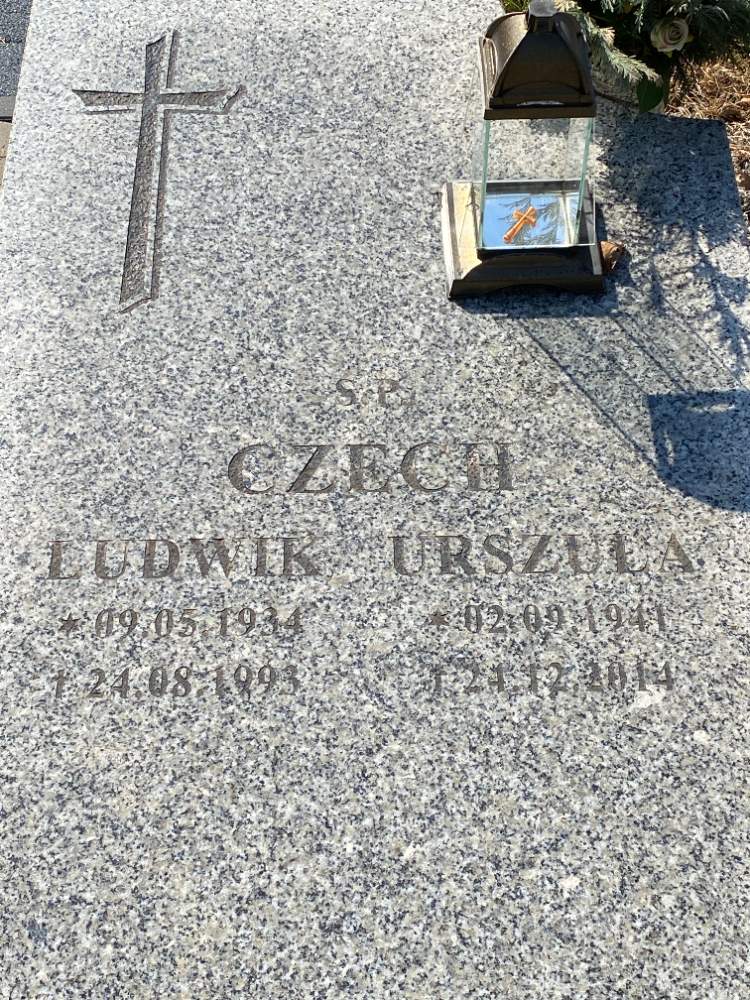 Ś.P.
CZECH
LUDWIK URSZULA
* 09.05.1934 * 02.09.1941
† 24.08.1993 † 24.12.2014